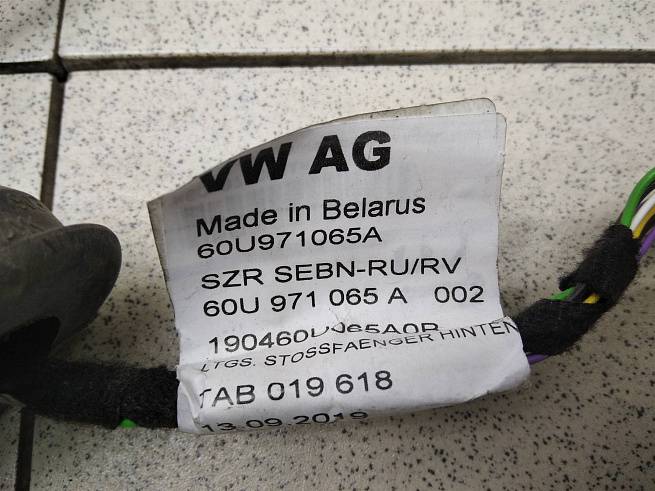 VW AG
Made in Belarus
60U971065A
SZR SEBN-RU/RV
60U 971 065 A 002
LTGS. STOSSFAENGER HINTEN
TAB 019 618
13.09.2019